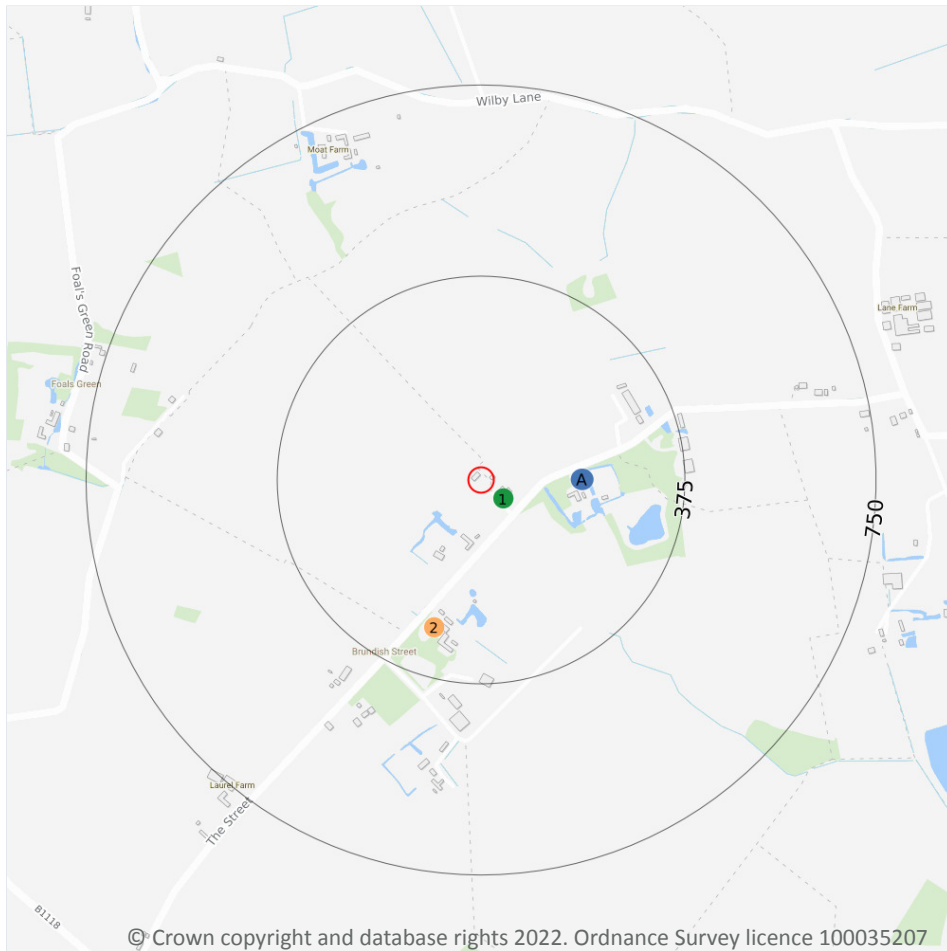 Wilby Lane
Moat Farm
Foal's Green Road
Lane Farm
Foals Green
A
1
375
750
2
Brundish Street
Laurel Farm
The Street
B1118
© Crown copyright and database rights 2022. Ordnance Survey licence 100035207